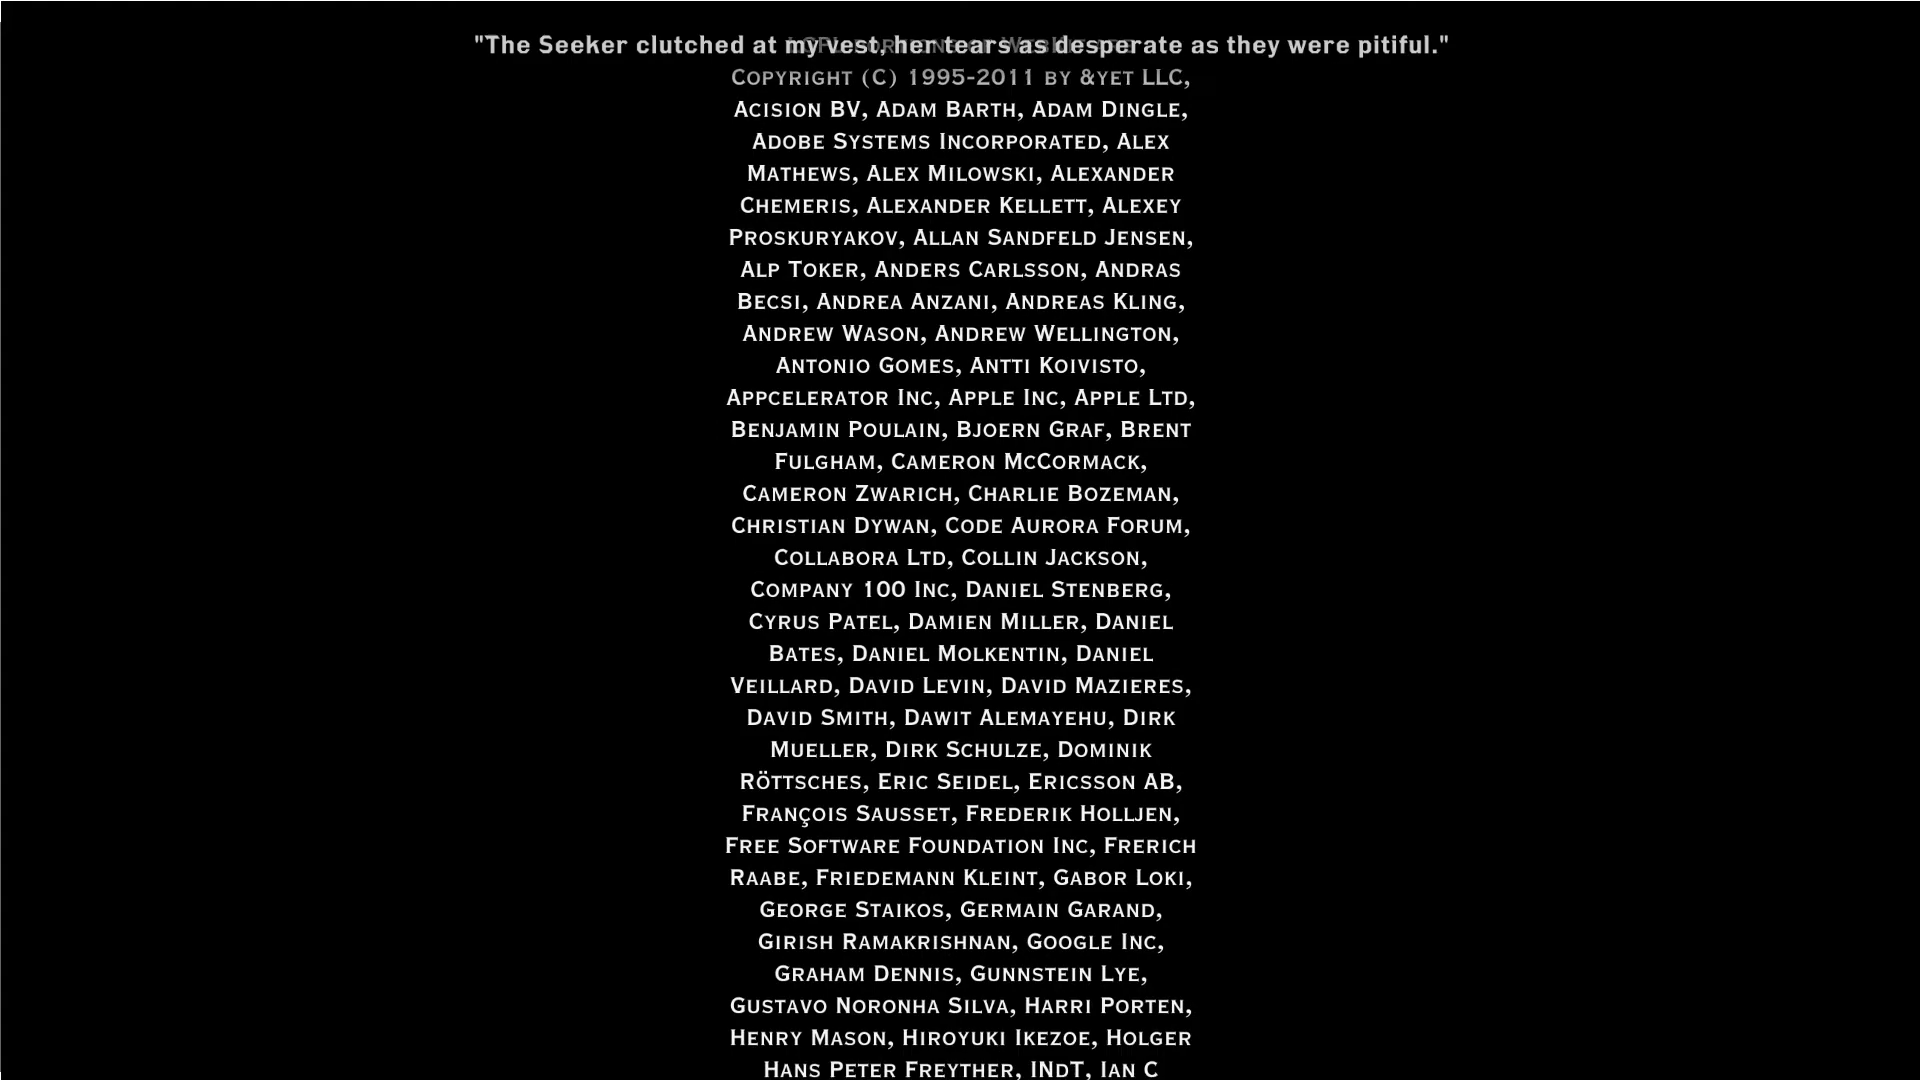 "The Seeker clutched at my vest, her tears as desperate as they were pitiful."
Copyright (C) 1995-2011 by &yet LLC,
Acision BV, Adam Barth, Adam Dingle,
Adobe Systems Incorporated, Alex
Mathews, Alex Milowski, Alexander
Chemeris, Alexander Kellett, Alexey
Proskuryakov, Allan Sandfeld Jensen,
Alp Toker, Anders Carlsson, Andras
Becsi, Andrea Anzani, Andreas Kling,
Andrew Wason, Andrew Wellington,
Antonio Gomes, Antti Koivisto,
Appcelerator Inc, Apple Inc, Apple Ltd,
Benjamin Poulain, Bjoern Graf, Brent
Fulgham, Cameron McCormack,
Cameron Zwarich, Charlie Bozeman,
Christian Dywan, Code Aurora Forum,
Collabora Ltd, Collin Jackson,
Company 100 Inc, Daniel Stenberg,
Cyrus Patel, Damien Miller, Daniel
Bates, Daniel Molkentin, Daniel
Veillard, David Levin, David Mazieres,
David Smith, Dawit Alemayehu, Dirk
Mueller, Dirk Schulze, Dominik
Röttsches, Eric Seidel, Ericsson AB,
François Sausset, Frederik Holljen,
Free Software Foundation Inc, Frerich
Raabe, Friedemann Kleint, Gabor Loki,
George Staikos, Germain Garand,
Girish Ramakrishnan, Google Inc,
Graham Dennis, Gunnstein Lye,
Gustavo Noronha Silva, Harri Porten,
Henry Mason, Hiroyuki Ikezoe, Holger
Hans Peter Freyther, INdT, Ian C